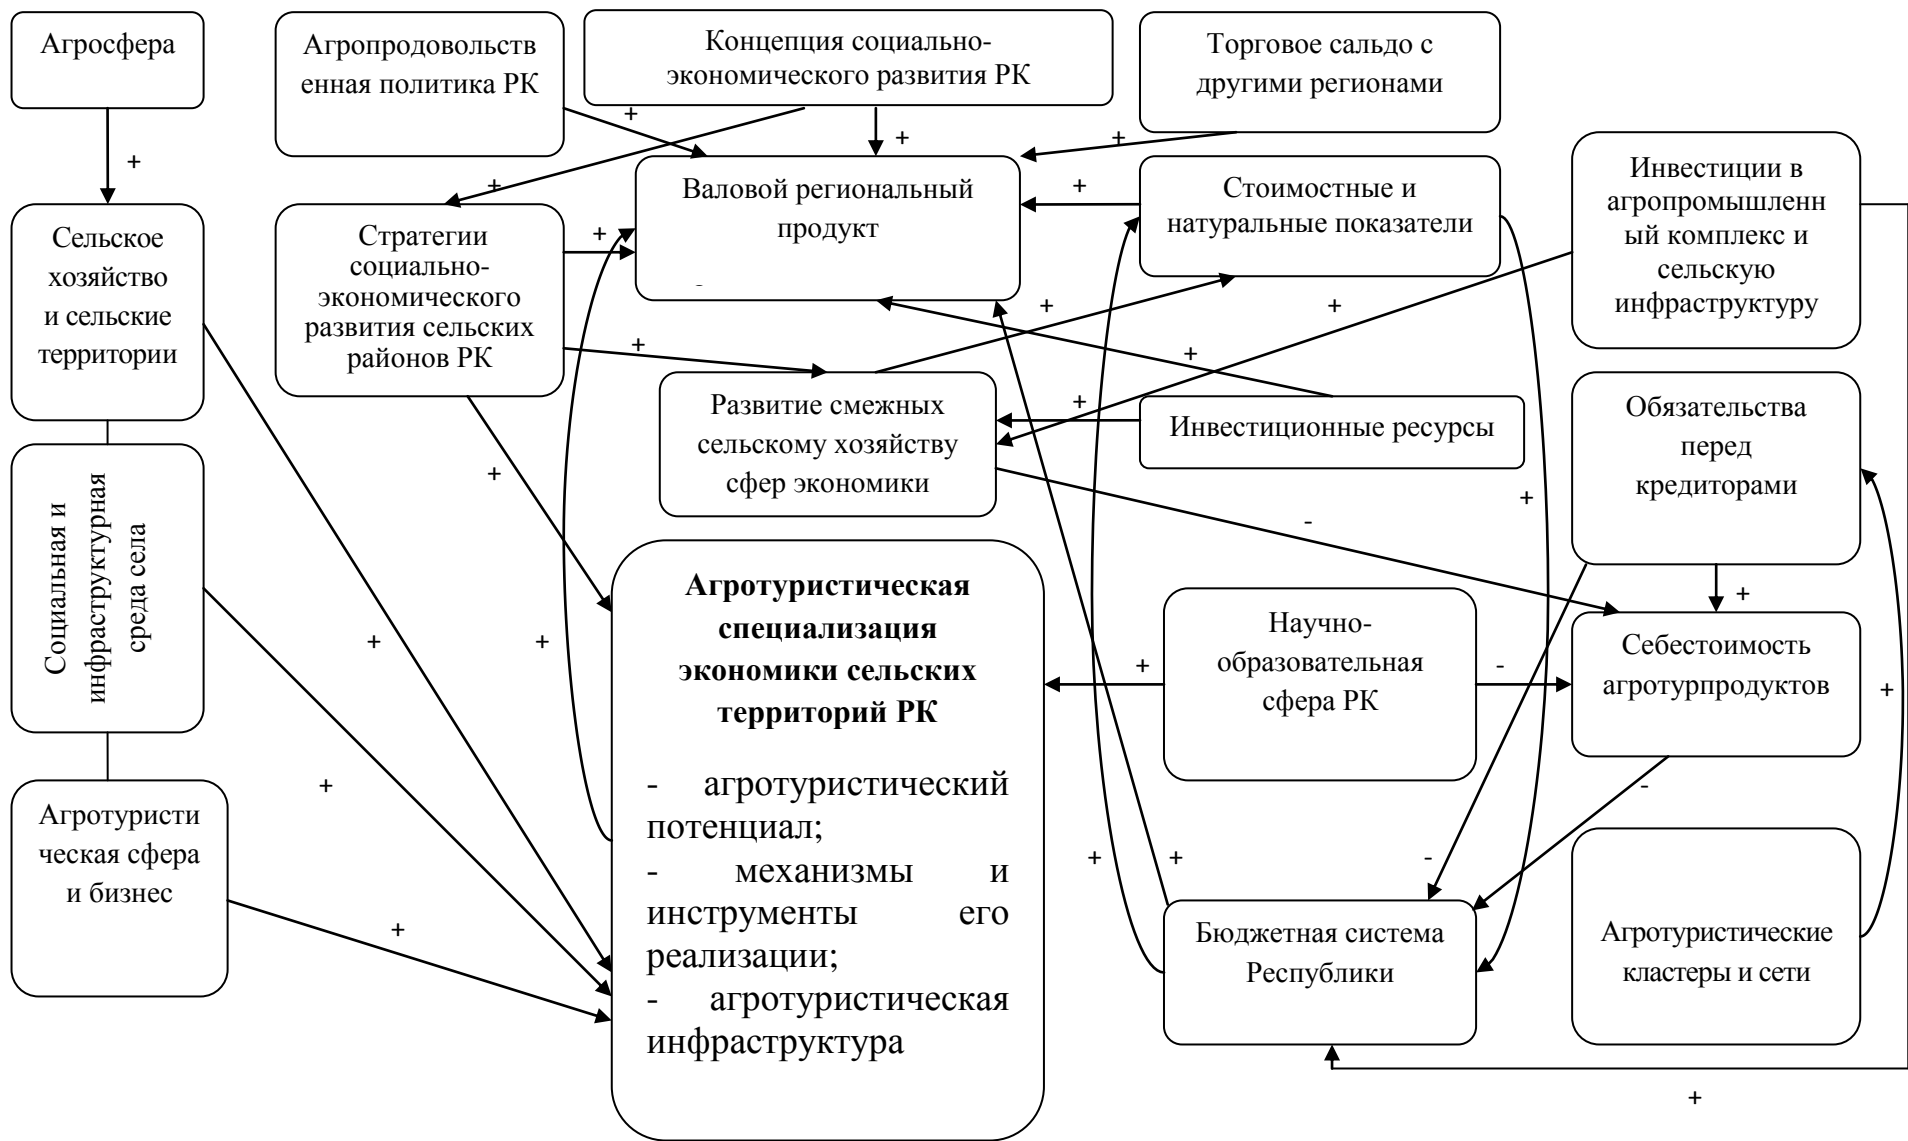 Агросфера
Агропродовольств
енная политика РК
Концепция социально-
экономического развития РК
Торговое сальдо с
другими регионами
+
+
+
+
+
+
Валовой региональный
продукт
+
Стоимостные и
натуральные показатели
Инвестиции в
агропромышленн
ый комплекс и
сельскую
инфраструктуру
Сельское
хозяйство
и сельские
территории
Стратегии
социально-
экономического
развития сельских
районов РК
+
+
+
+
+
Развитие смежных
сельскому хозяйству
сфер экономики
+
Инвестиционные ресурсы
Обязательства
перед
кредиторами
Социальная и
инфраструктурная
среда села
+
+
-
Агротуристическая
специализация
экономики сельских
территорий РК
- агротуристический
потенциал;
- механизмы и
инструменты его
реализации;
- агротуристическая
инфраструктура
+
+
+
Научно-
образовательная
сфера РК
-
+
Себестоимость
агротурпродуктов
+
Агротуристи
ческая сфера
и бизнес
+
+
+
+
-
-
Бюджетная система
Республики
Агротуристические
кластеры и сети
+